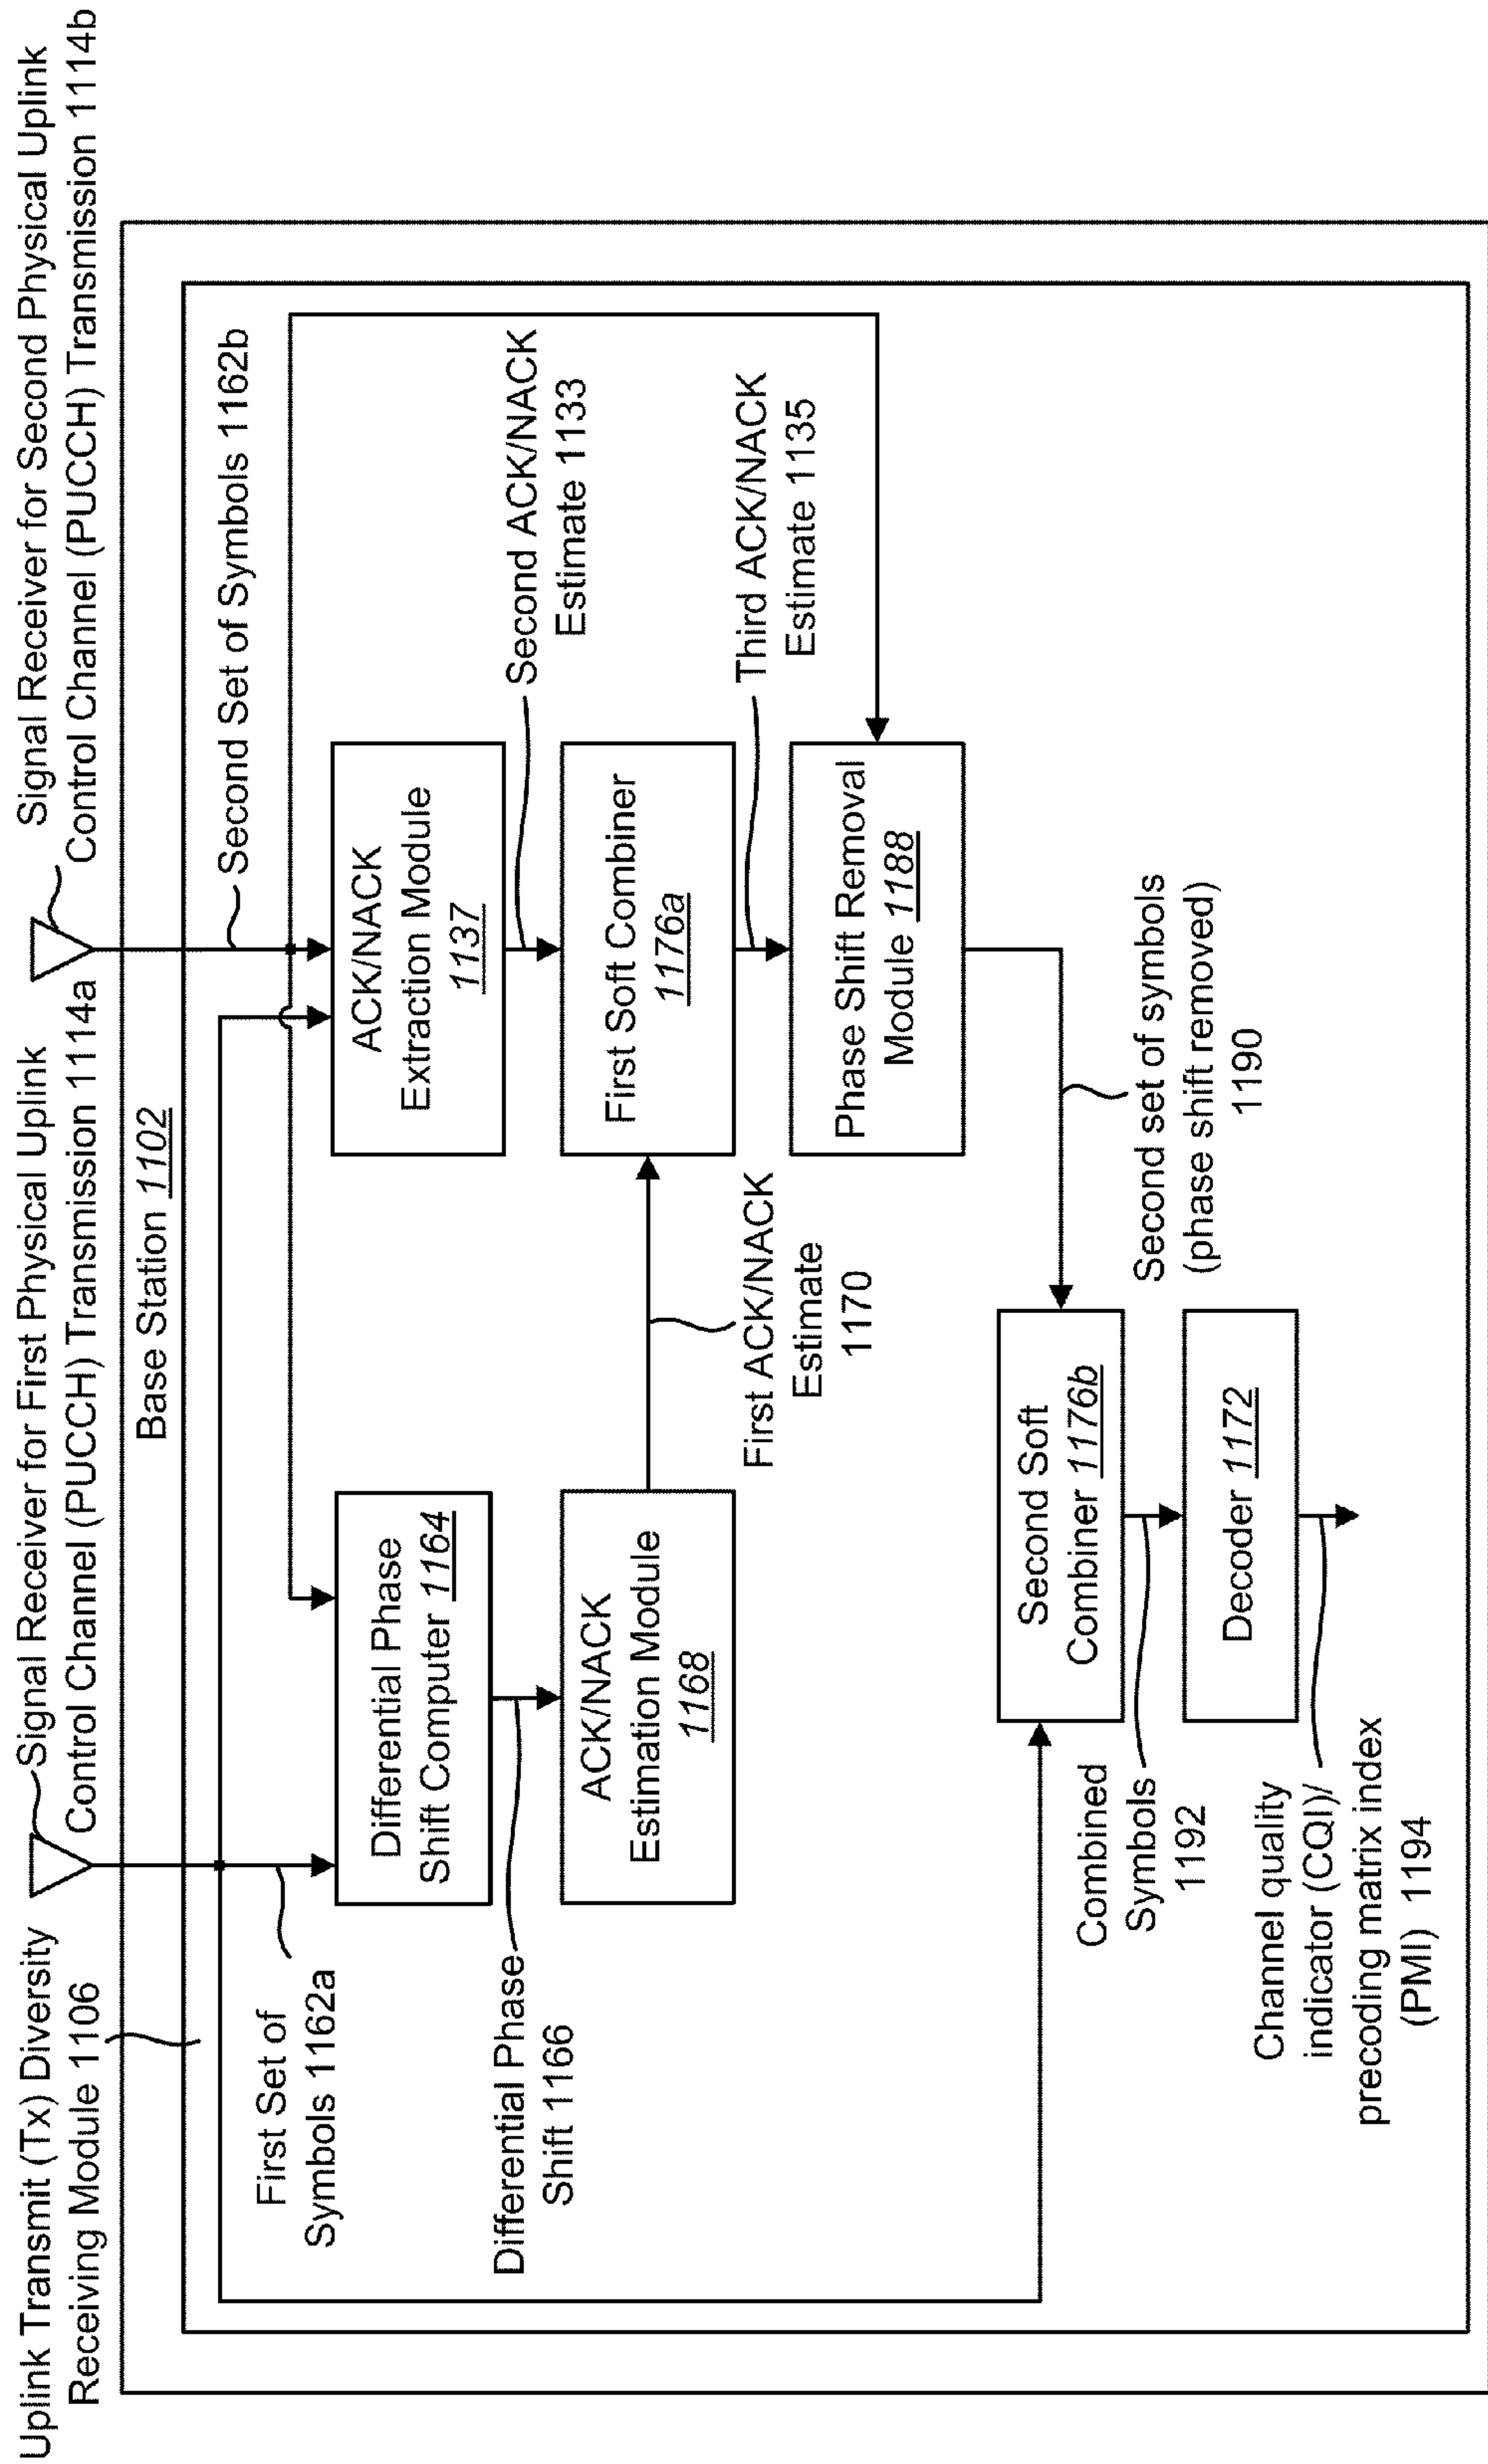 Uplink Transmit (Tx) Diversity
Receiving Module 1106
Signal Receiver for First Physical Uplink
Control Channel (PUCCH) Transmission 1114a
Signal Receiver for Second Physical Uplink
Control Channel (PUCCH) Transmission 1114b
Base Station 1102
First Set of
Symbols 1162a
Second Set of Symbols 1162b
Differential Phase
Shift Computer 1164
ACK/NACK
Extraction Module
1137
Differential Phase
Shift 1166
Second ACK/NACK
Estimate 1133
ACK/NACK
Estimation Module
1168
First Soft Combiner
1176a
First ACK/NACK
Estimate
1170
Third ACK/NACK
Estimate 1135
Phase Shift Removal
Module 1188
Second Soft
Combiner 1176b
Second set of symbols
(phase shift removed)
1190
Combined
Symbols
1192
Decoder 1172
Channel quality
indicator (CQI)/
precoding matrix index
(PMI) 1194